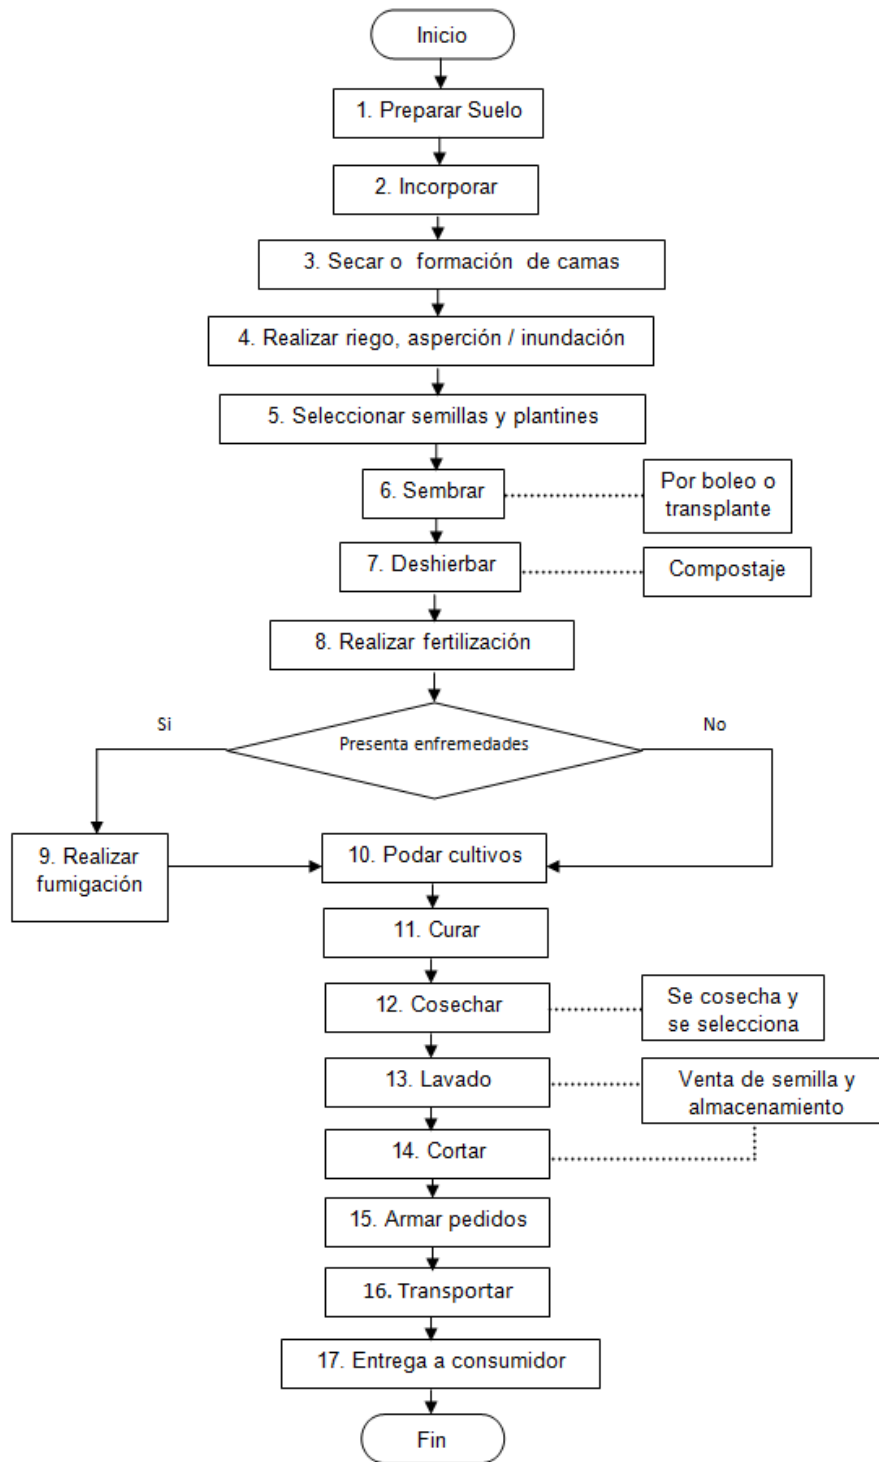 Inicio
1. Preparar Suelo
2. Incorporar
3. Secar o formación de camas
4. Realizar riego, asperción / inundación
5. Seleccionar semillas y plantines
6. Sembrar
Por boleo o
transplante
7. Deshierbar
Compostaje
8. Realizar fertilización
Si
Presenta enfremedades
No
9. Realizar
fumigación
10. Podar cultivos
11. Curar
12. Cosechar
Se cosecha y
se selecciona
13. Lavado
Venta de semilla y
almacenamiento
14. Cortar
15. Armar pedidos
16. Transportar
17. Entrega a consumidor
Fin